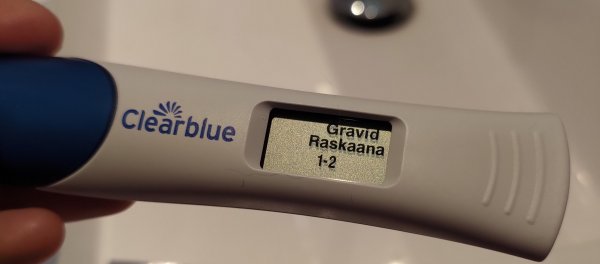 Clearblue
Gravid
Raskaana
1-2